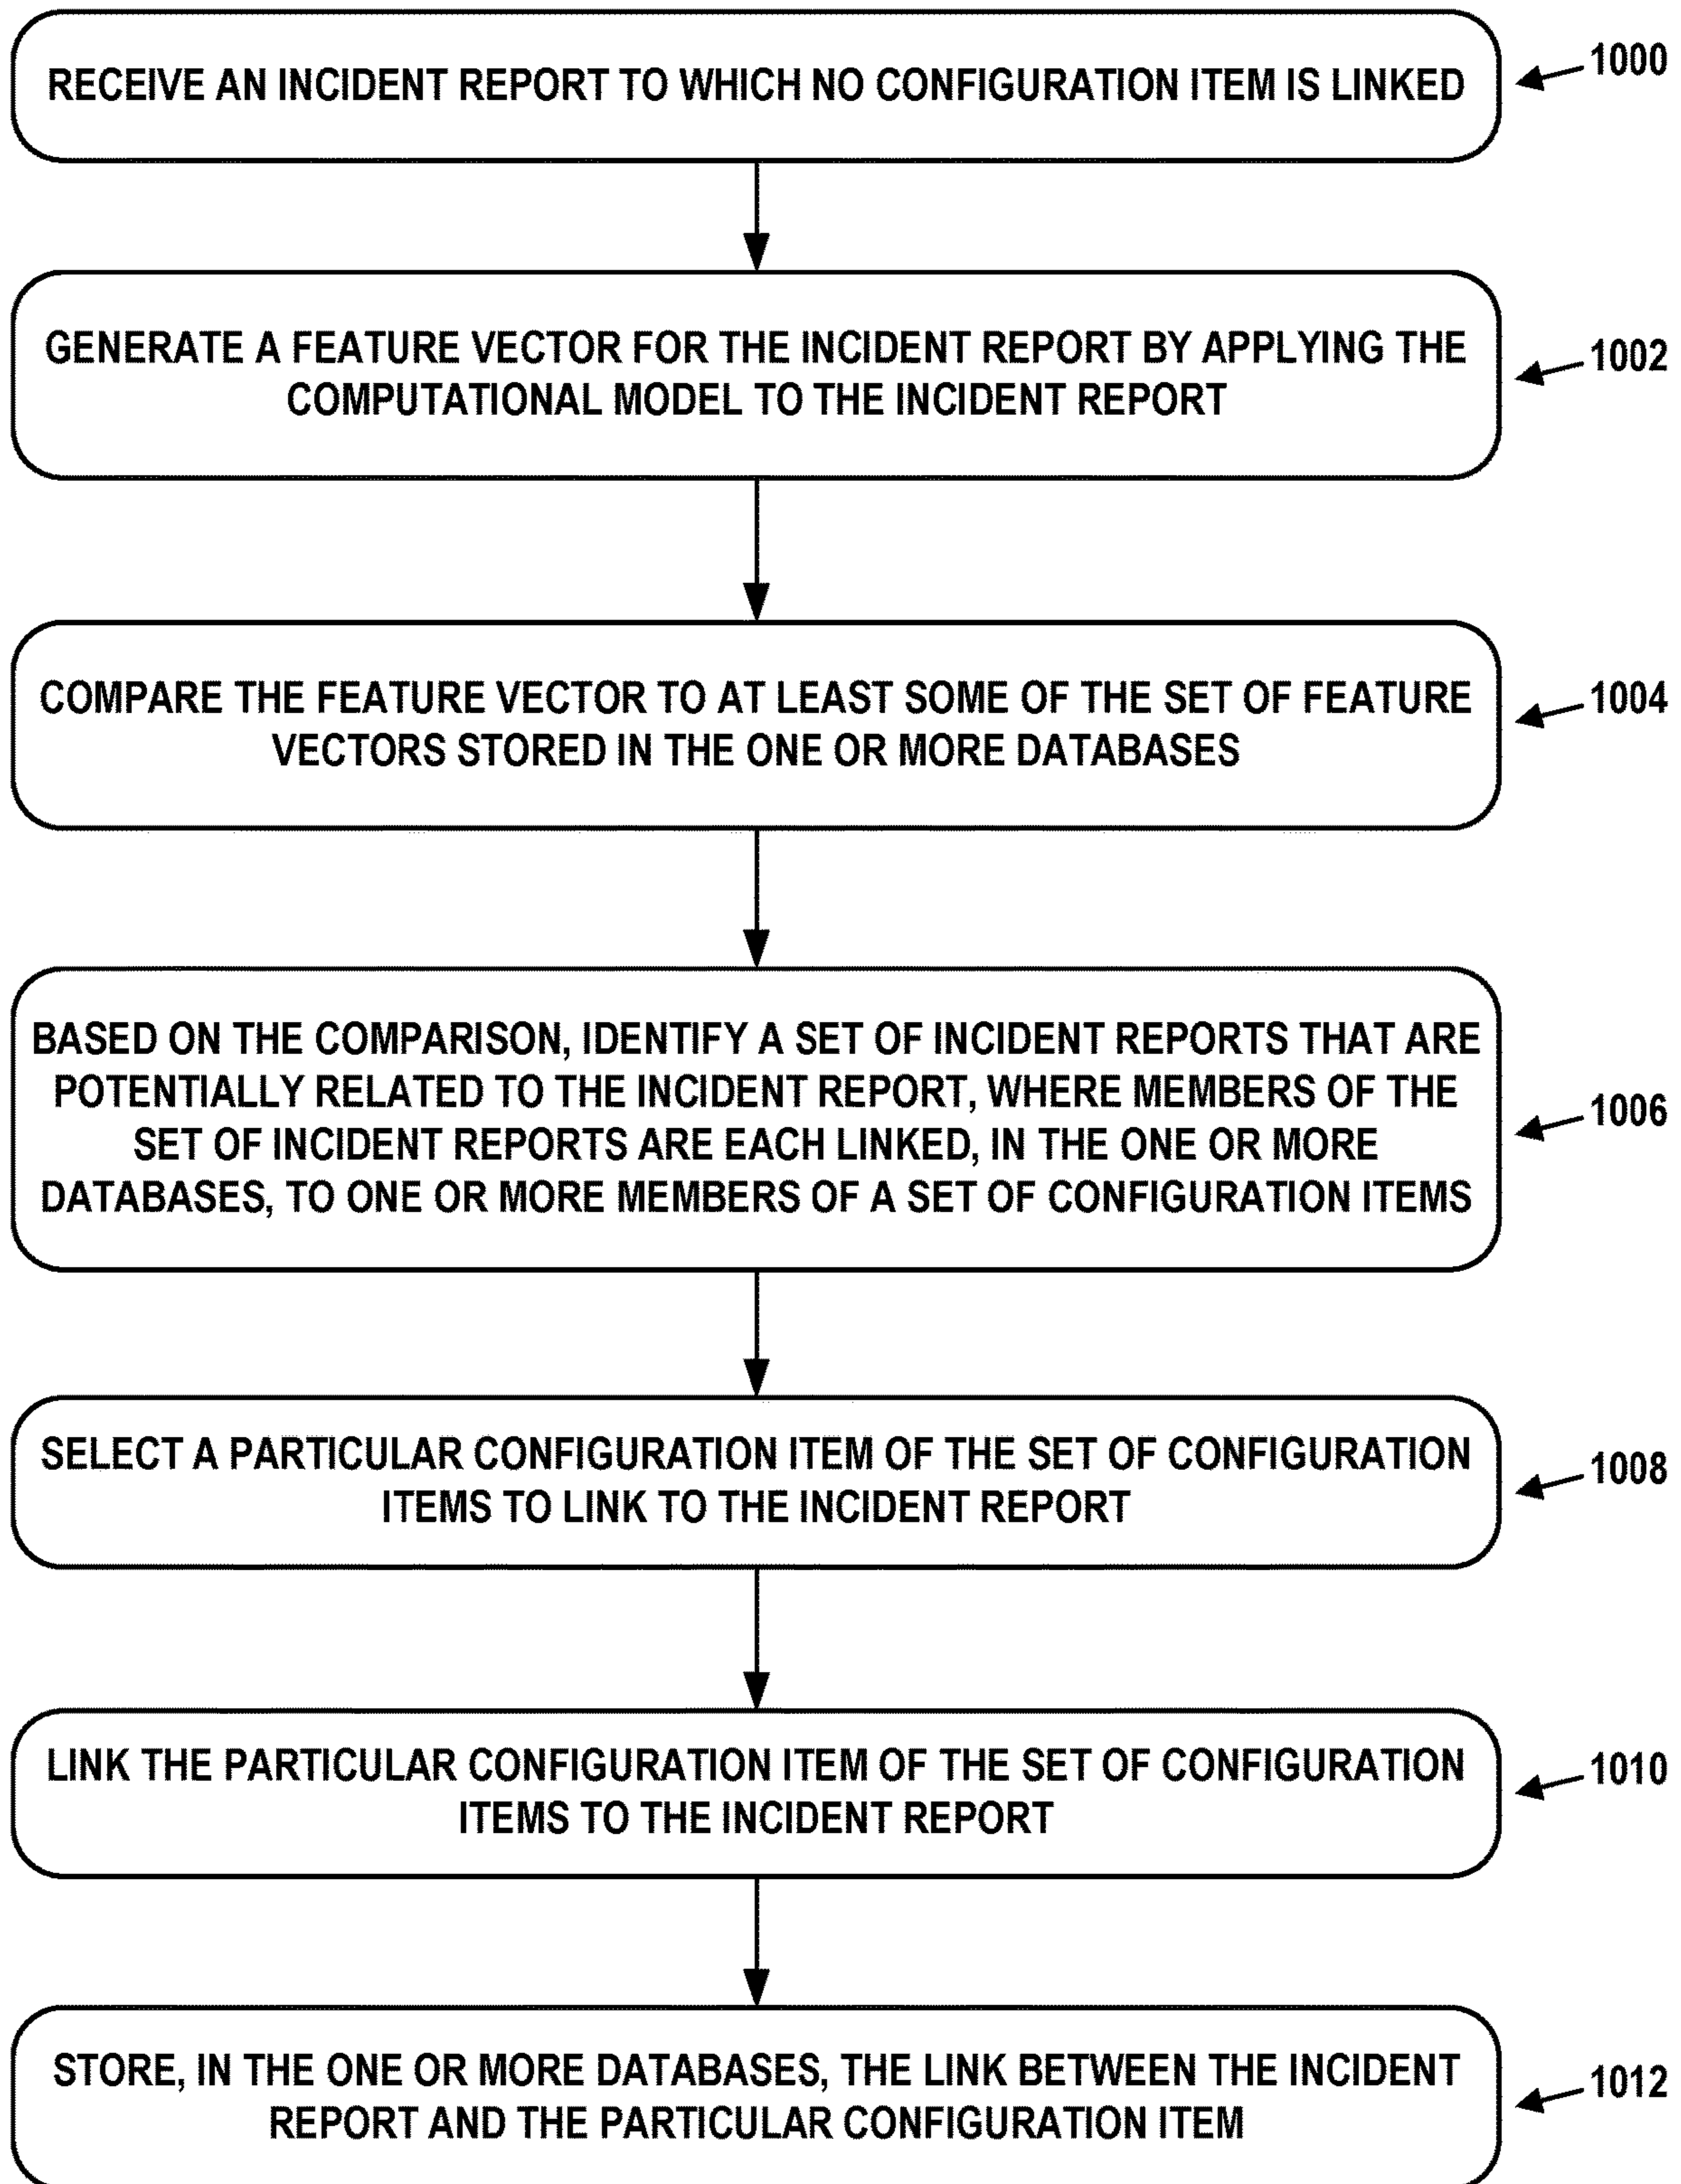 RECEIVE AN INCIDENT REPORT TO WHICH NO CONFIGURATION ITEM IS LINKED
1000
GENERATE A FEATURE VECTOR FOR THE INCIDENT REPORT BY APPLYING THE
COMPUTATIONAL MODEL TO THE INCIDENT REPORT
1002
COMPARE THE FEATURE VECTOR TO AT LEAST SOME OF THE SET OF FEATURE
VECTORS STORED IN THE ONE OR MORE DATABASES
1004
BASED ON THE COMPARISON, IDENTIFY A SET OF INCIDENT REPORTS THAT ARE
POTENTIALLY RELATED TO THE INCIDENT REPORT, WHERE MEMBERS OF THE
SET OF INCIDENT REPORTS ARE EACH LINKED, IN THE ONE OR MORE
DATABASES, TO ONE OR MORE MEMBERS OF A SET OF CONFIGURATION ITEMS
1006
SELECT A PARTICULAR CONFIGURATION ITEM OF THE SET OF CONFIGURATION
ITEMS TO LINK TO THE INCIDENT REPORT
1008
LINK THE PARTICULAR CONFIGURATION ITEM OF THE SET OF CONFIGURATION
ITEMS TO THE INCIDENT REPORT
1010
STORE, IN THE ONE OR MORE DATABASES, THE LINK BETWEEN THE INCIDENT
REPORT AND THE PARTICULAR CONFIGURATION ITEM
1012